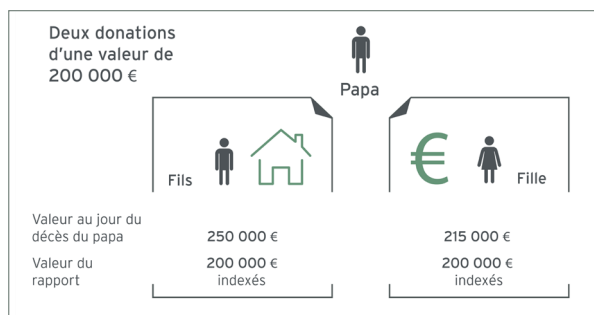 Deux donations
d'une valeur de
200 000 €
Papa
Fils
€
Fille
Valeur au jour du
décès du papa
250 000 €
215 000 €
Valeur du
rapport
200 000 €
indexés
200 000 €
indexés